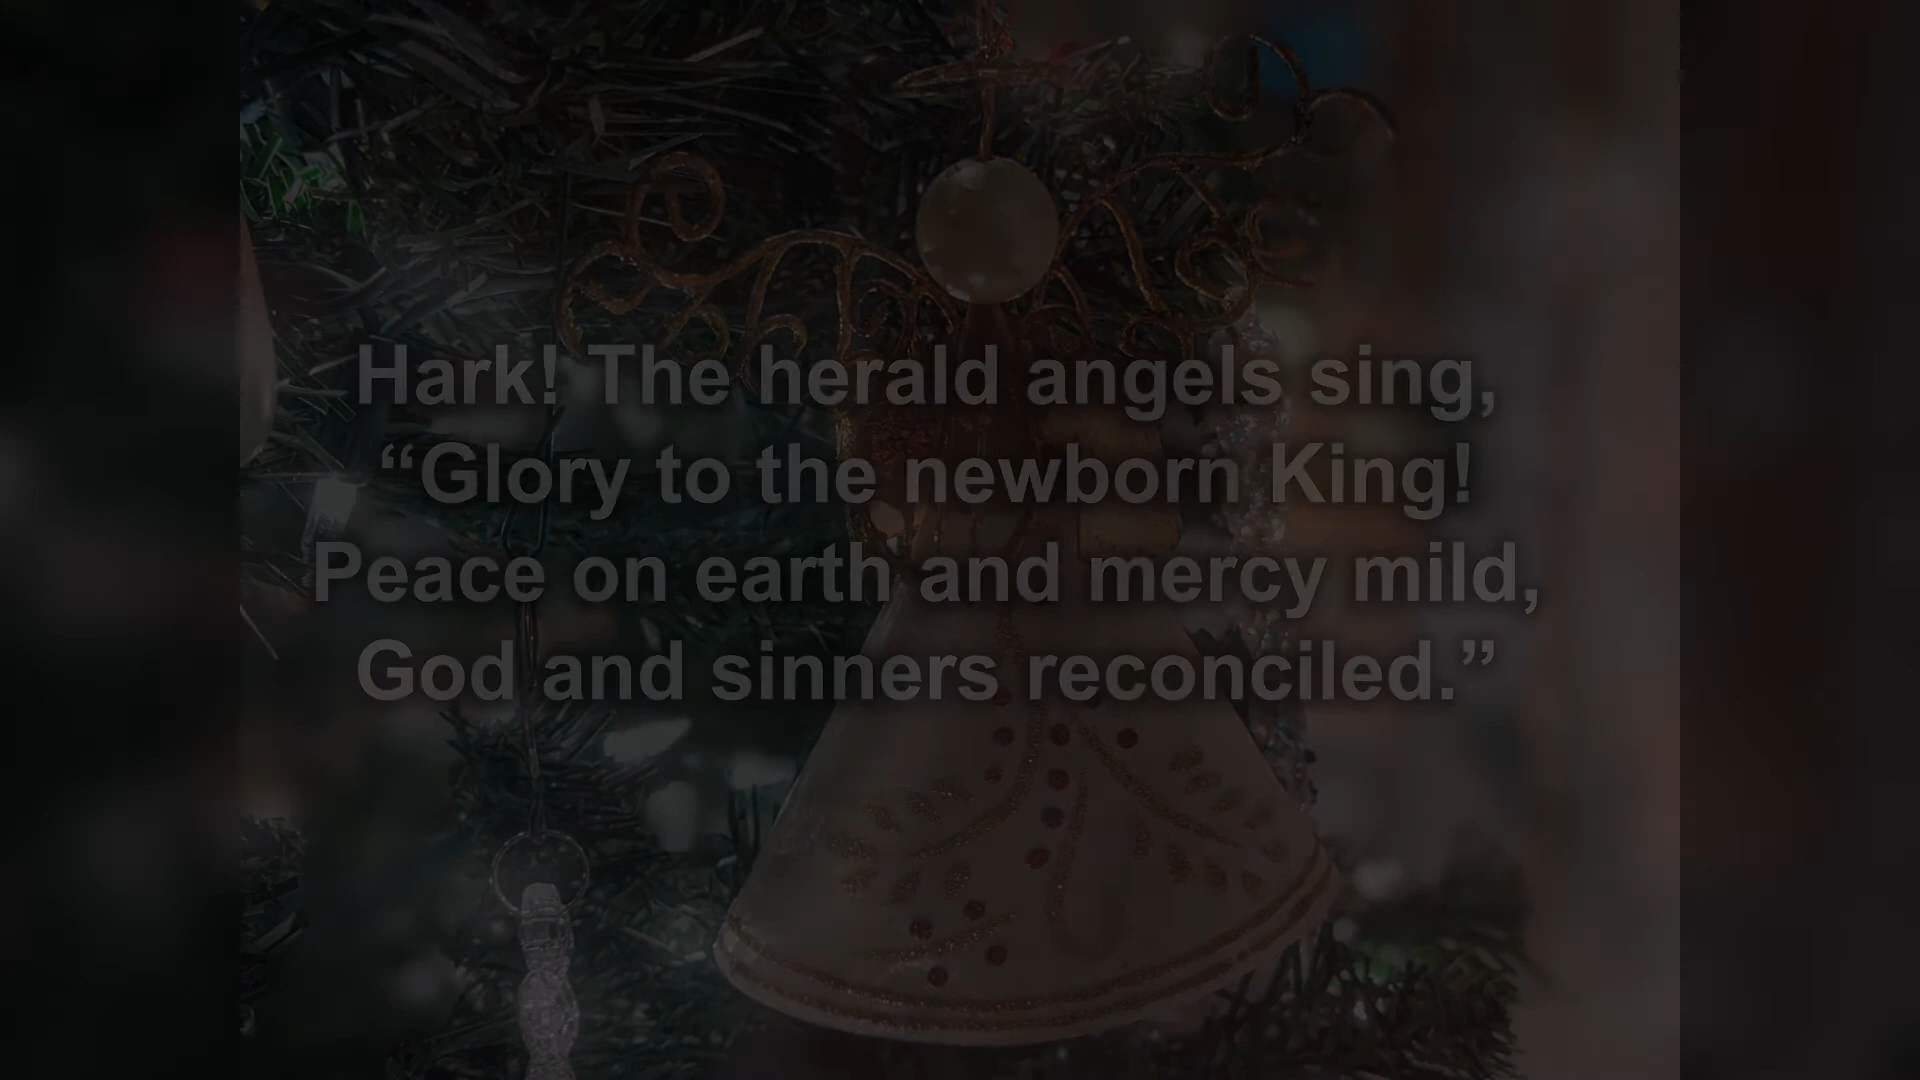 Hark! The herald angels sing,
“Glory to the newborn King!
Peace on earth and mercy mild,
God and sinners reconciled.”